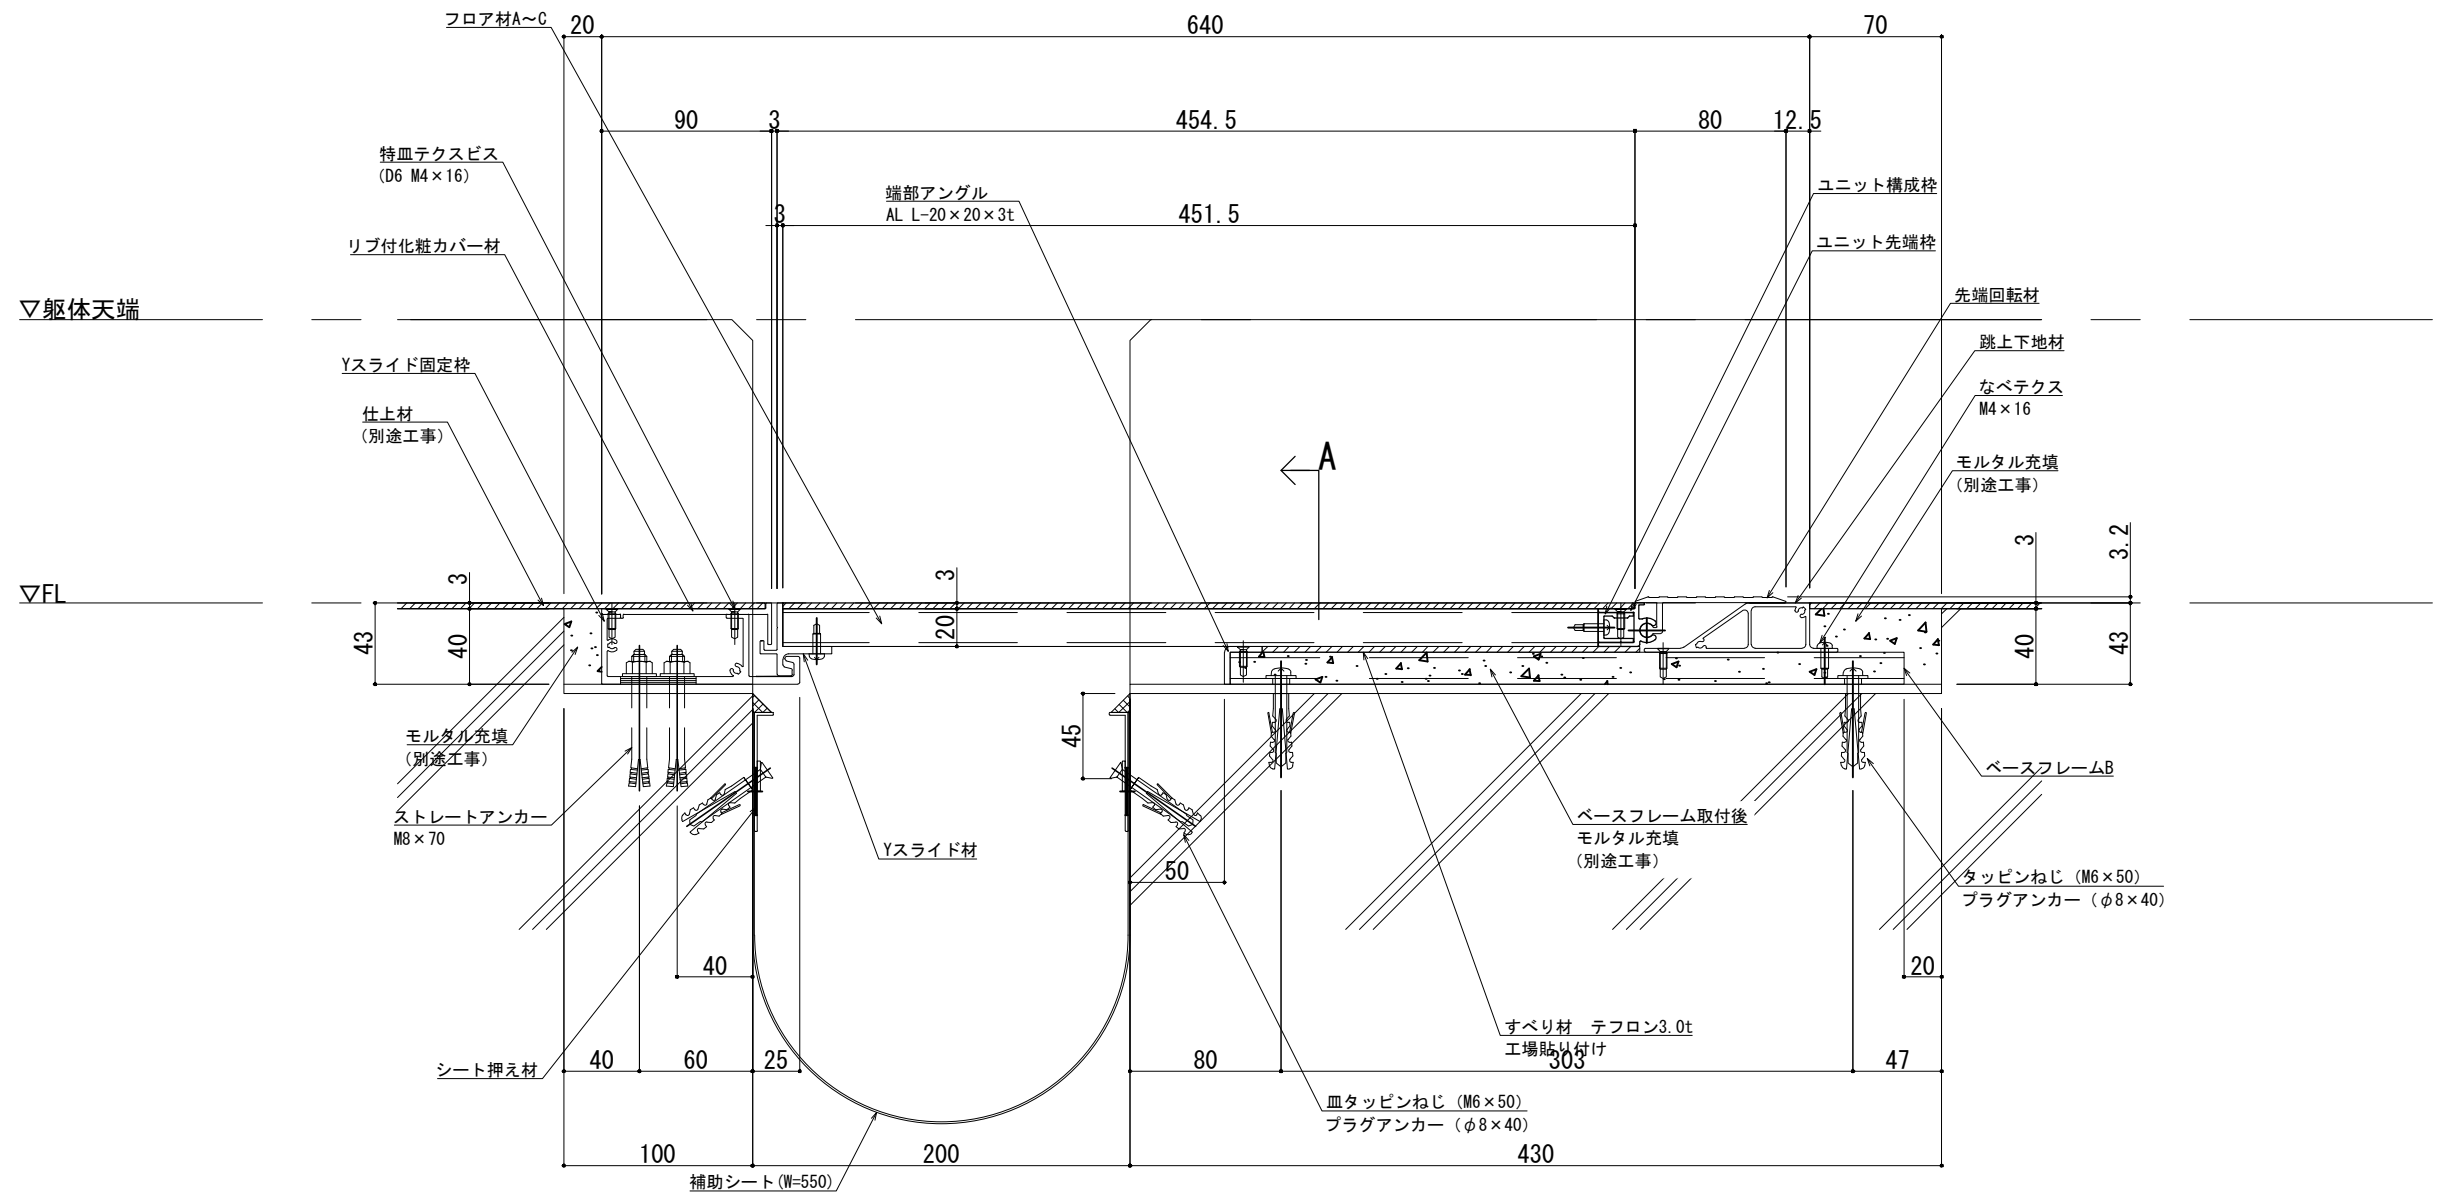 フロア材A～C
20
640
70
90
3
454.5
80
12.5
特皿テクスビス
(D6 M4×16)
端部アングル
AL L-20×20×3t
3
451.5
ユニット構成枠
リブ付化粧カバー材
ユニット先端枠
▽躯体天端
先端回転材
跳上下地材
Yスライド固定枠
なベテクス
M4×16
仕上材
(別途工事)
A
モルタル充填
(別途工事)
▽FL
3
3
3
3.2
43
40
20
40
43
モルタル充填
(別途工事)
45
ベースフレームB
ストレートアンカー
M8×70
ベースフレーム取付後
モルタル充填
(別途工事)
Yスライド材
50
タッピンねじ (M6×50)
プラグアンカー (φ8×40)
40
20
すべり材　テフロン3.0t
工場貼り付け
シート押え材
40
60
25
80
303
47
皿タッピンねじ (M6×50)
プラグアンカー (φ8×40)
100
200
430
補助シート(W=550)